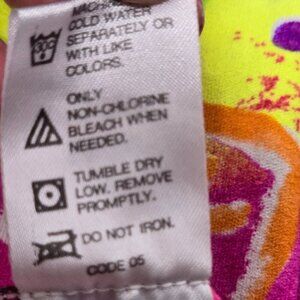 MACHINE
COLD WATER
SEPARATELY OR
WITH LIKE
COLORS.
ONLY
NON-CHLORINE
BLEACH WHEN
NEEDED.
TUMBLE DRY
LOW. REMOVE
PROMPTLY.
DO NOT IRON.
CODE 05